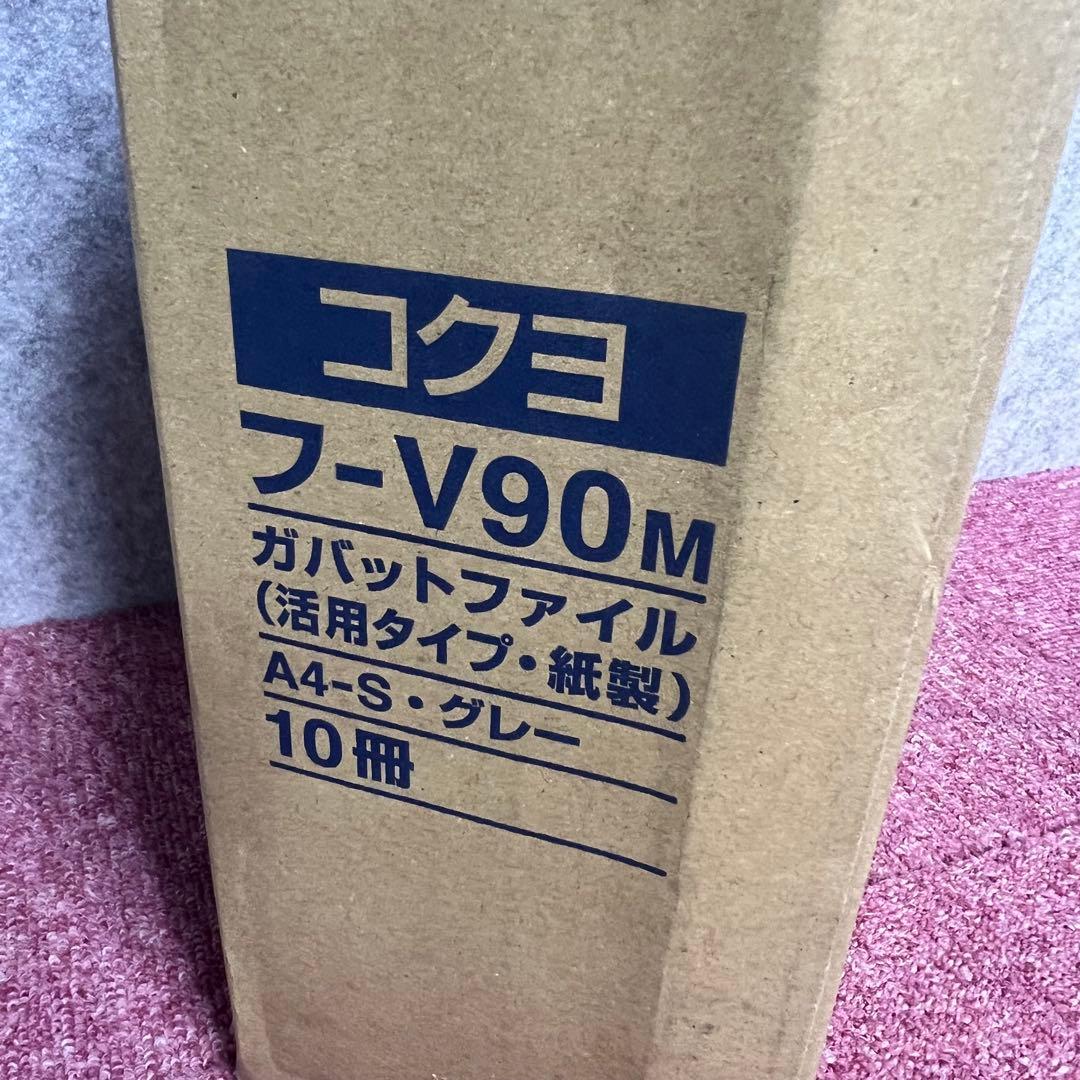 コクヨ
フ-V90M
ガバットファイル
(活用タイプ・紙製)
A4-S・グレー
10冊